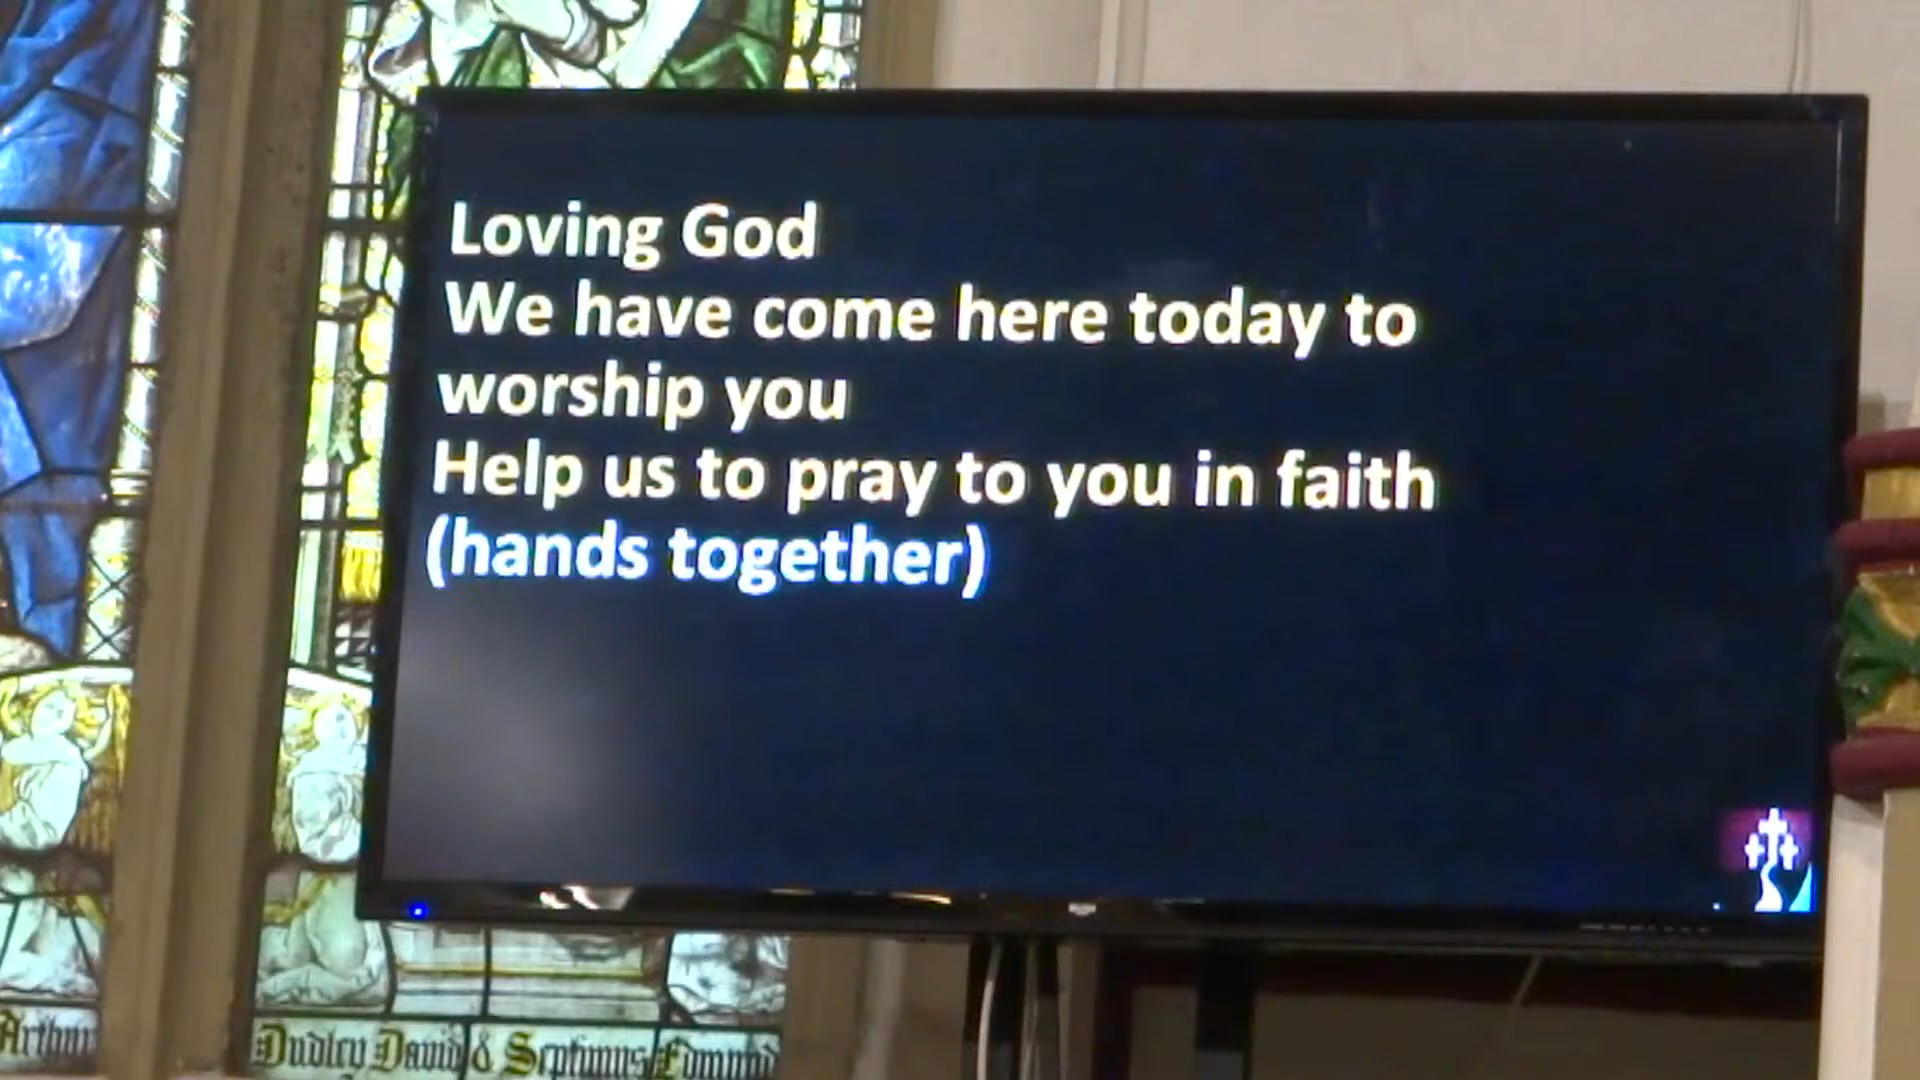 Loving God
We have come here today to
worship you
Help us to pray to you in faith
(hands together)
Arthur
Dudley David & Septimus Edmund